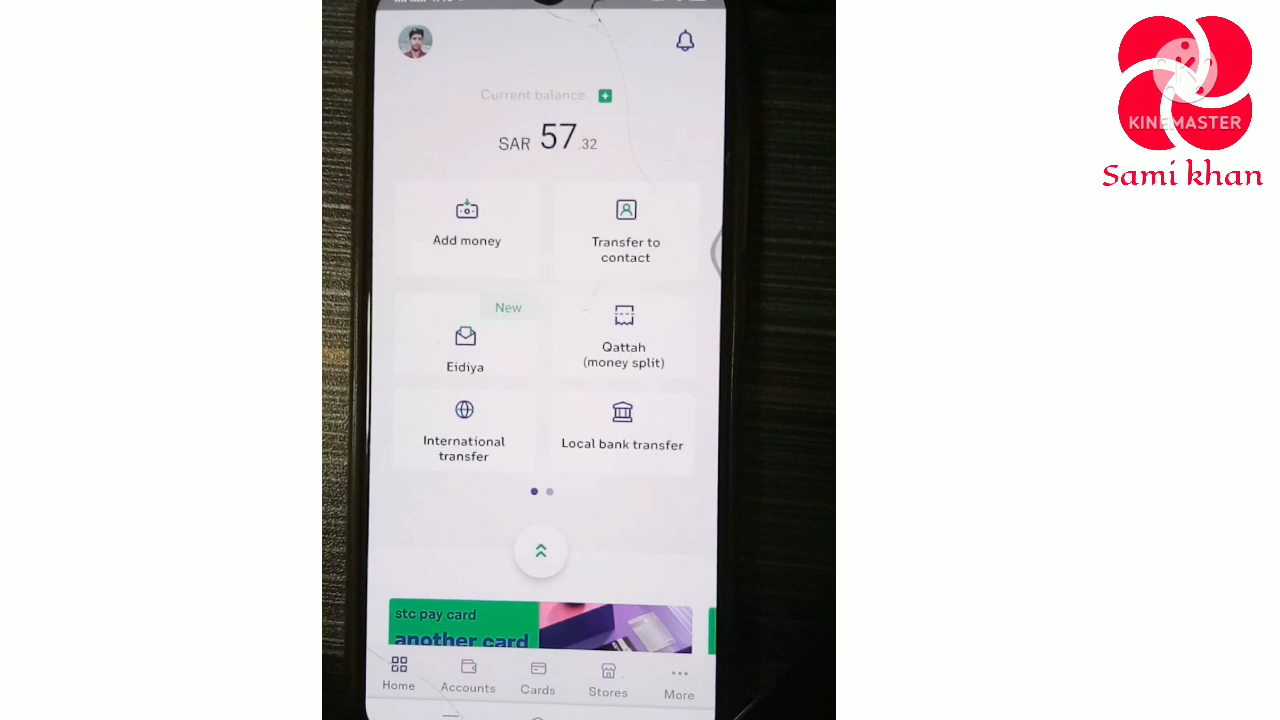 Current balance
SAR 57.32
Add money
Transfer to
contact
New
Eidiya
Qattah
(money split)
International
transfer
Local bank transfer
stc pay card
another card
Home
Accounts
Cards
Stores
More
KINEMASTER
Sami khan